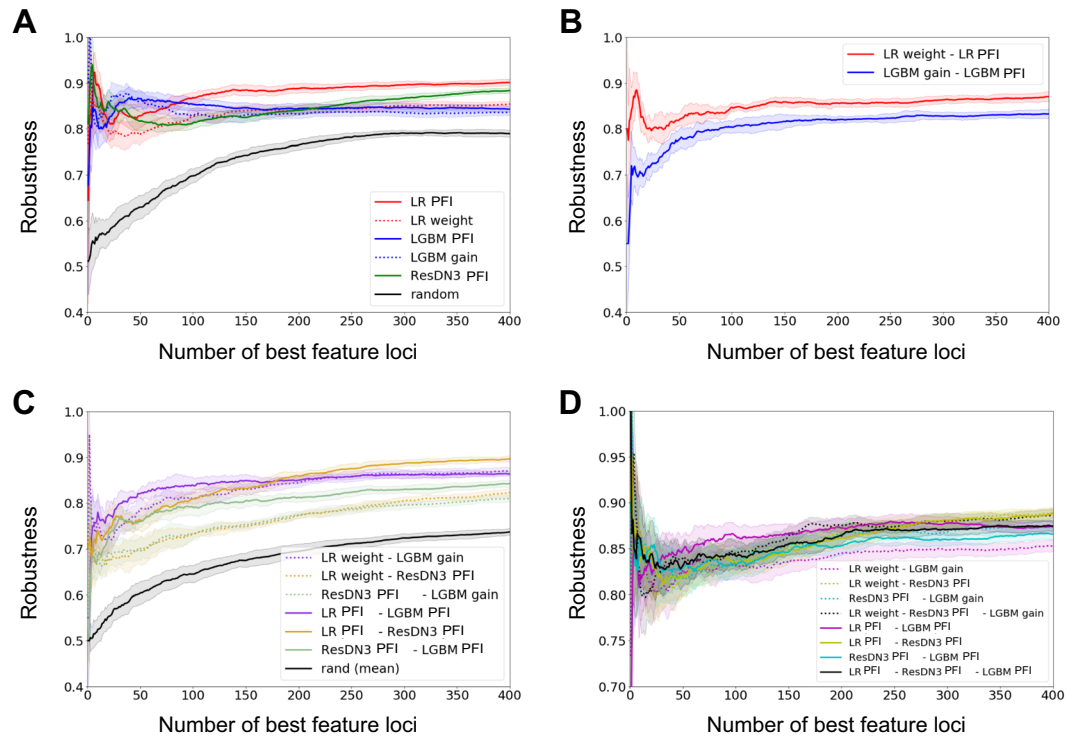 A
1.0
0.9
0.8
0.7
0.6
0.5
0.4
Robustness
LR PFI
LR weight
LGBM PFI
LGBM gain
ResDN3 PFI
random
0 50 100 150 200 250 300 350 400
Number of best feature loci
B
1.0
0.9
0.8
0.7
0.6
0.5
0.4
Robustness
LR weight - LR PFI
LGBM gain - LGBM PFI
0 50 100 150 200 250 300 350 400
Number of best feature loci
C
1.0
0.9
0.8
0.7
0.6
0.5
0.4
Robustness
LR weight - LGBM gain
LR weight - ResDN3 PFI
ResDN3 PFI - LGBM gain
LR PFI - LGBM PFI
LR PFI - ResDN3 PFI
ResDN3 PFI - LGBM PFI
rand (mean)
0 50 100 150 200 250 300 350 400
Number of best feature loci
D
1.00
0.95
0.90
0.85
0.80
0.75
0.70
Robustness
LR weight - LGBM gain
LR weight - ResDN3 PFI
ResDN3 PFI - LGBM gain
LR weight - ResDN3 PFI - LGBM gain
LR PFI - LGBM PFI
LR PFI - ResDN3 PFI
ResDN3 PFI - LGBM PFI
LR PFI - ResDN3 PFI - LGBM PFI
0 50 100 150 200 250 300 350 400
Number of best feature loci